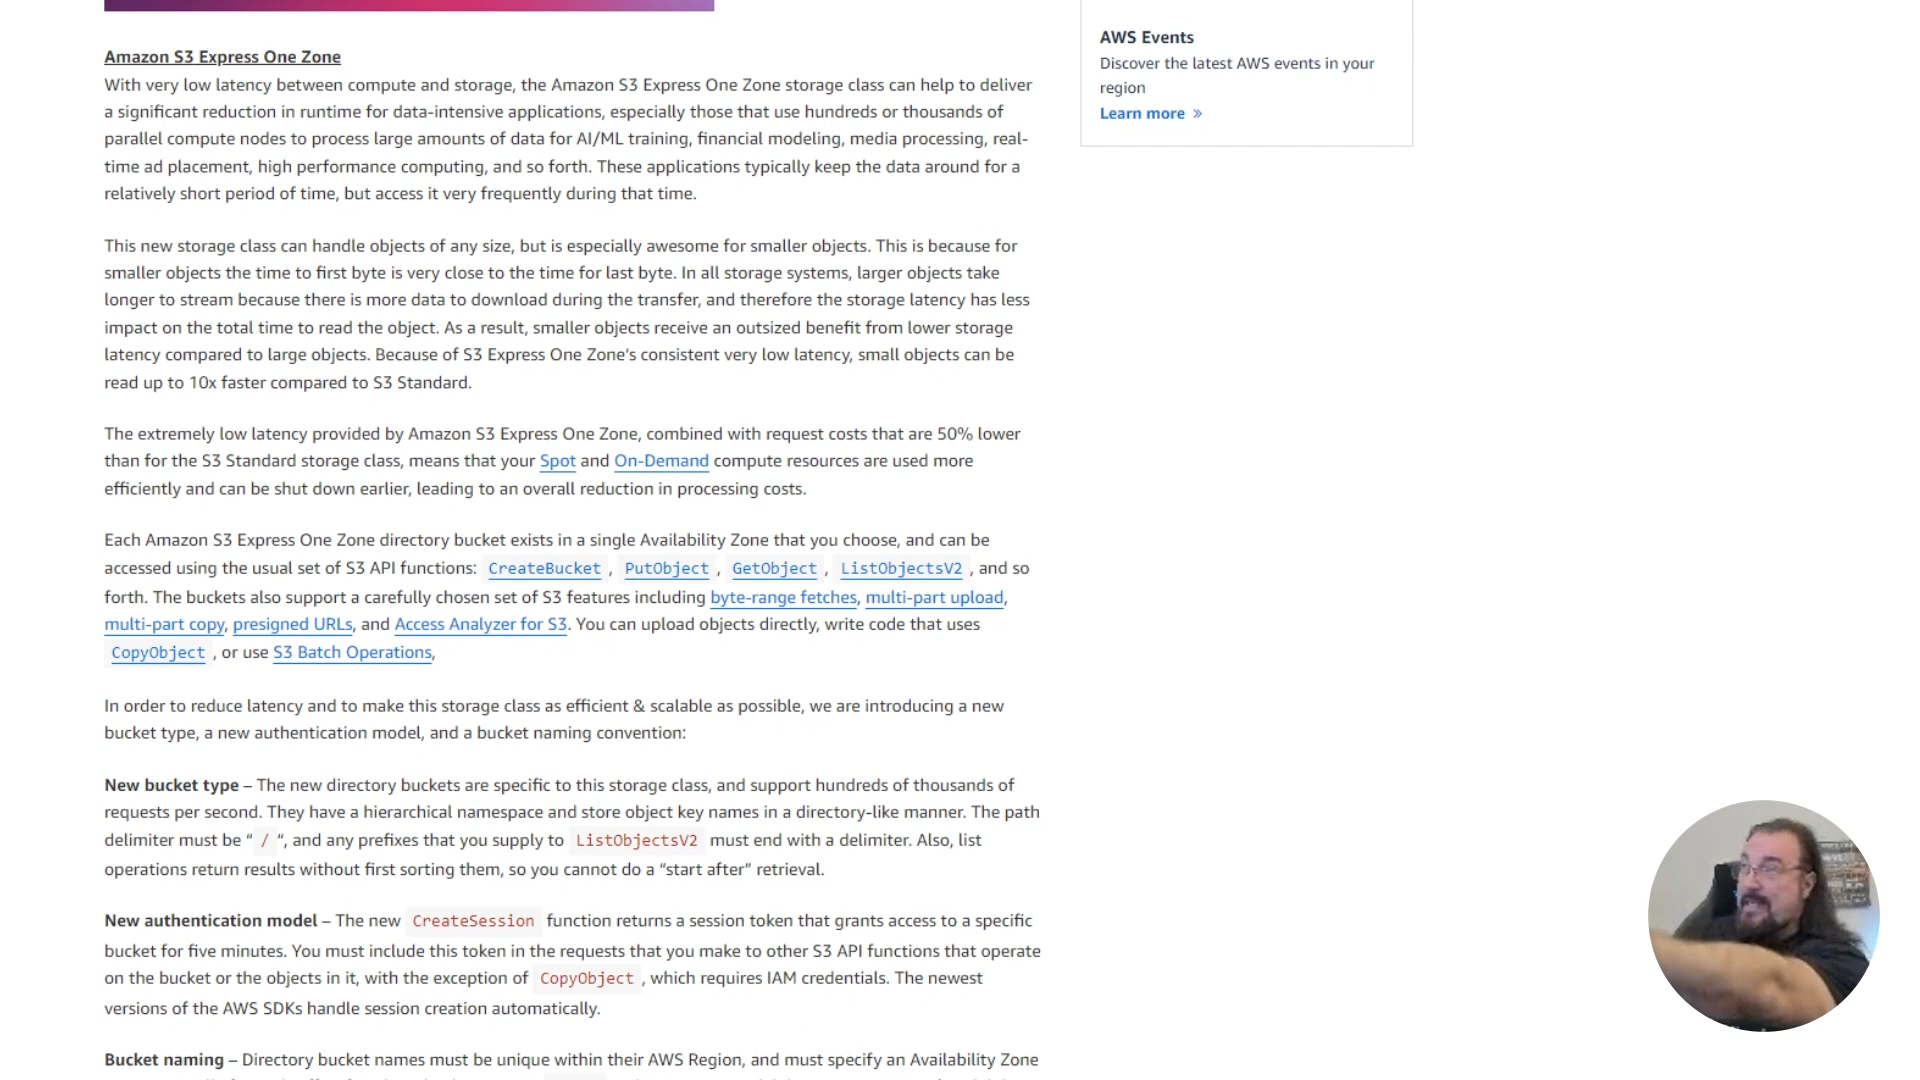 Amazon S3 Express One Zone
With very low latency between compute and storage, the Amazon S3 Express One Zone storage class can help to deliver
a significant reduction in runtime for data-intensive applications, especially those that use hundreds or thousands of
parallel compute nodes to process large amounts of data for AI/ML training, financial modeling, media processing, real-
time ad placement, high performance computing, and so forth. These applications typically keep the data around for a
relatively short period of time, but access it very frequently during that time.
This new storage class can handle objects of any size, but is especially awesome for smaller objects. This is because for
smaller objects the time to first byte is very close to the time for last byte. In all storage systems, larger objects take
longer to stream because there is more data to download during the transfer, and therefore the storage latency has less
impact on the total time to read the object. As a result, smaller objects receive an outsized benefit from lower storage
latency compared to large objects. Because of S3 Express One Zone’s consistent very low latency, small objects can be
read up to 10x faster compared to S3 Standard.
The extremely low latency provided by Amazon S3 Express One Zone, combined with request costs that are 50% lower
than for the S3 Standard storage class, means that your Spot and On-Demand compute resources are used more
efficiently and can be shut down earlier, leading to an overall reduction in processing costs.
Each Amazon S3 Express One Zone directory bucket exists in a single Availability Zone that you choose, and can be
accessed using the usual set of S3 API functions: CreateBucket , PutObject , GetObject , ListObjectsV2 , and so
forth. The buckets also support a carefully chosen set of S3 features including byte-range fetches, multi-part upload,
multi-part copy, presigned URLs, and Access Analyzer for S3. You can upload objects directly, write code that uses
CopyObject , or use S3 Batch Operations,
In order to reduce latency and to make this storage class as efficient & scalable as possible, we are introducing a new
bucket type, a new authentication model, and a bucket naming convention:
New bucket type – The new directory buckets are specific to this storage class, and support hundreds of thousands of
requests per second. They have a hierarchical namespace and store object key names in a directory-like manner. The path
delimiter must be “ / “, and any prefixes that you supply to ListObjectsV2 must end with a delimiter. Also, list
operations return results without first sorting them, so you cannot do a “start after” retrieval.
New authentication model – The new CreateSession function returns a session token that grants access to a specific
bucket for five minutes. You must include this token in the requests that you make to other S3 API functions that operate
on the bucket or the objects in it, with the exception of CopyObject , which requires IAM credentials. The newest
versions of the AWS SDKs handle session creation automatically.
Bucket naming – Directory bucket names must be unique within their AWS Region, and must specify an Availability Zone
AWS Events
Discover the latest AWS events in your
region
Learn more »